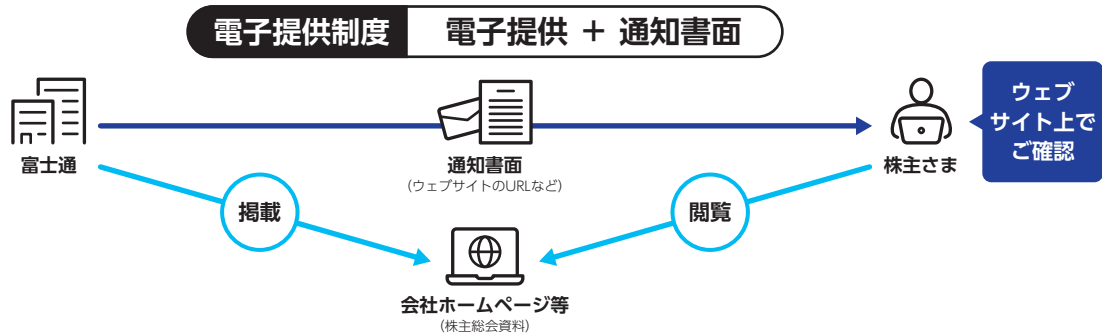 電子提供制度 電子提供 ＋ 通知書面
富士通
通知書面
(ウェブサイトのURLなど)
株主さま
ウェブ
サイト上で
ご確認
掲載
閲覧
会社ホームページ等
(株主総会資料)